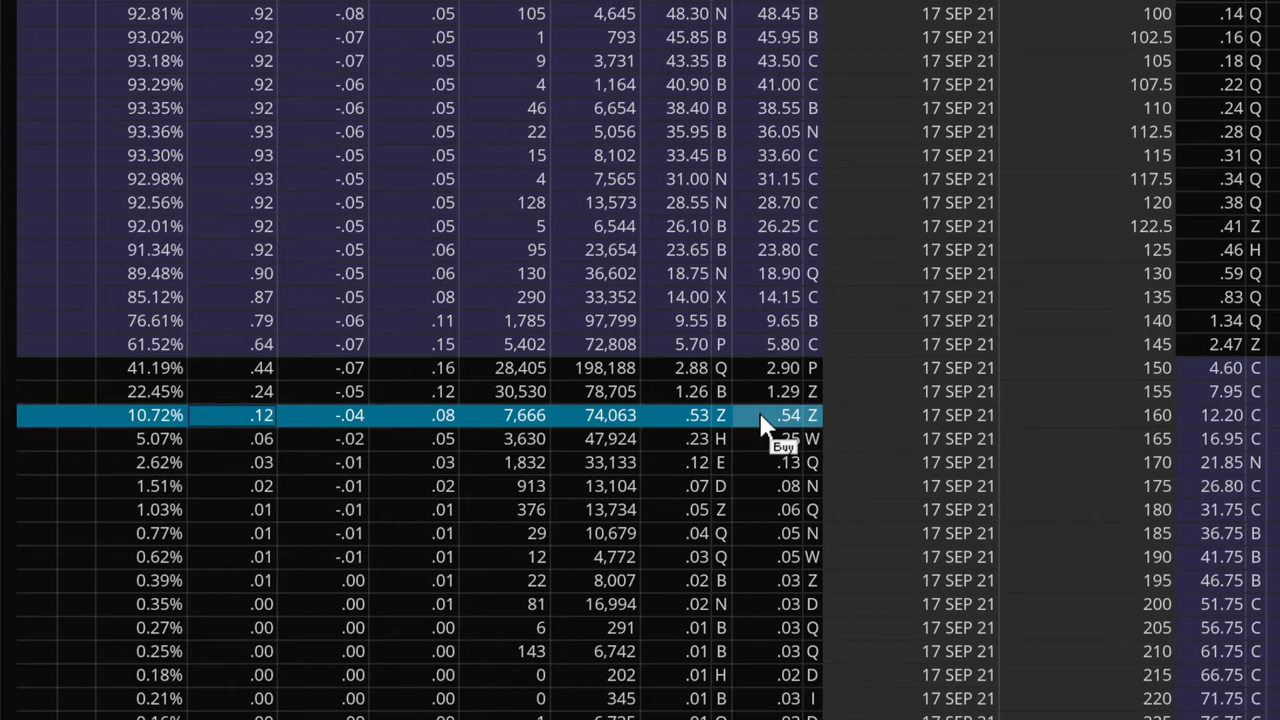 92.81% .92 -.08 .05 105 4,645 48.30 N 48.45 B 17 SEP 21 100 .14 Q
93.02% .92 -.07 .05 1 793 45.85 B 45.95 B 17 SEP 21 102.5 .16 Q
93.18% .92 -.07 .05 9 3,731 43.35 B 43.50 C 17 SEP 21 105 .18 Q
93.29% .92 -.06 .05 4 1,164 40.90 B 41.00 C 17 SEP 21 107.5 .22 Q
93.35% .92 -.06 .05 46 6,654 38.40 B 38.55 B 17 SEP 21 110 .24 Q
93.36% .93 -.06 .05 22 5,056 35.95 B 36.05 N 17 SEP 21 112.5 .28 Q
93.30% .93 -.05 .05 15 8,102 33.45 B 33.60 C 17 SEP 21 115 .31 Q
92.98% .93 -.05 .05 4 7,565 31.00 N 31.15 C 17 SEP 21 117.5 .34 Q
92.56% .92 -.05 .05 128 13,573 28.55 N 28.70 C 17 SEP 21 120 .38 Q
92.01% .92 -.05 .05 5 6,544 26.10 B 26.25 C 17 SEP 21 122.5 .41 Z
91.34% .92 -.05 .06 95 23,654 23.65 B 23.80 C 17 SEP 21 125 .46 H
89.48% .90 -.05 .06 130 36,602 18.75 N 18.90 Q 17 SEP 21 130 .59 Q
85.12% .87 -.05 .08 290 33,352 14.00 X 14.15 C 17 SEP 21 135 .83 Q
76.61% .79 -.06 .11 1,785 97,799 9.55 B 9.65 B 17 SEP 21 140 1.34 Q
61.52% .64 -.07 .15 5,402 72,808 5.70 P 5.80 C 17 SEP 21 145 2.47 Z
41.19% .44 -.07 .16 28,405 198,188 2.88 Q 2.90 P 17 SEP 21 150 4.60 C
22.45% .24 -.05 .12 30,530 78,705 1.26 B 1.29 Z 17 SEP 21 155 7.95 C
10.72% .12 -.04 .08 7,666 74,063 .53 Z .54 Z 17 SEP 21 160 12.20 C
5.07% .06 -.02 .05 3,630 47,924 .23 H .25 W 17 SEP 21 165 16.95 C
Buy
2.62% .03 -.01 .03 1,832 33,133 .12 E .13 Q 17 SEP 21 170 21.85 N
1.51% .02 -.01 .02 913 13,104 .07 D .08 N 17 SEP 21 175 26.80 C
1.03% .01 -.01 .01 376 13,734 .05 Z .06 Q 17 SEP 21 180 31.75 C
0.77% .01 -.01 .01 29 10,679 .04 Q .05 N 17 SEP 21 185 36.75 B
0.62% .01 -.01 .01 12 4,772 .03 Q .05 W 17 SEP 21 190 41.75 B
0.39% .01 .00 .01 22 8,007 .02 B .03 Z 17 SEP 21 195 46.75 B
0.35% .00 .00 .01 81 16,994 .02 N .03 D 17 SEP 21 200 51.75 C
0.27% .00 .00 .00 6 291 .01 B .03 Q 17 SEP 21 205 56.75 C
0.25% .00 .00 .00 143 6,742 .01 B .03 Q 17 SEP 21 210 61.75 C
0.18% .00 .00 .00 0 202 .01 H .02 D 17 SEP 21 215 66.75 C
0.21% .00 .00 .00 0 345 .01 B .03 I 17 SEP 21 220 71.75 C